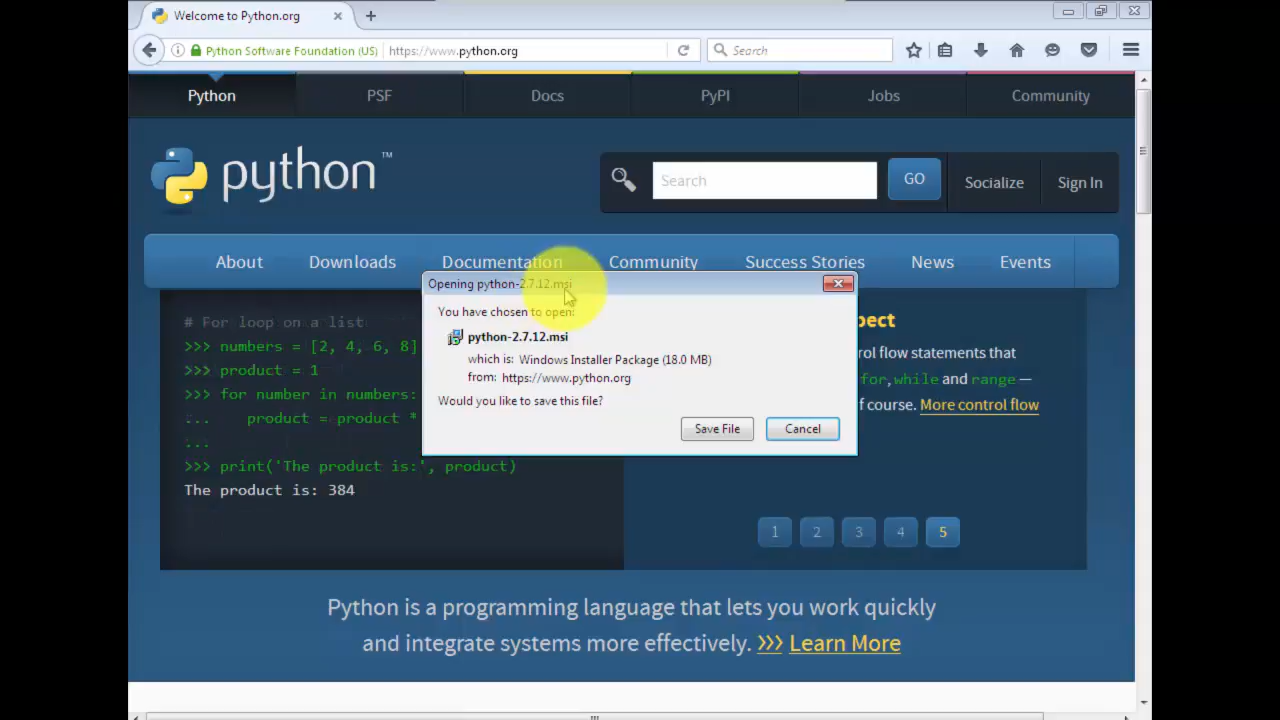 Welcome to Python.org
Python Software Foundation (US)
https://www.python.org
Search
Python
PSF
Docs
PyPI
Jobs
Community
python™
Search
GO
Socialize
Sign In
About
Downloads
Documentation
Community
Success Stories
News
Events
Opening python-2.7.12.msi
You have chosen to open:
python-2.7.12.msi
which is: Windows Installer Package (18.0 MB)
from: https://www.python.org
Would you like to save this file?
Save File
Cancel
# For loop on a list
>>> numbers = [2, 4, 6, 8]
>>> product = 1
>>> for number in numbers:
... product = product *
...
>>> print('The product is:', product)
The product is: 384
ol flow statements that
for, while and range —
of course. More control flow
1 2 3 4 5
Python is a programming language that lets you work quickly
and integrate systems more effectively. >>> Learn More